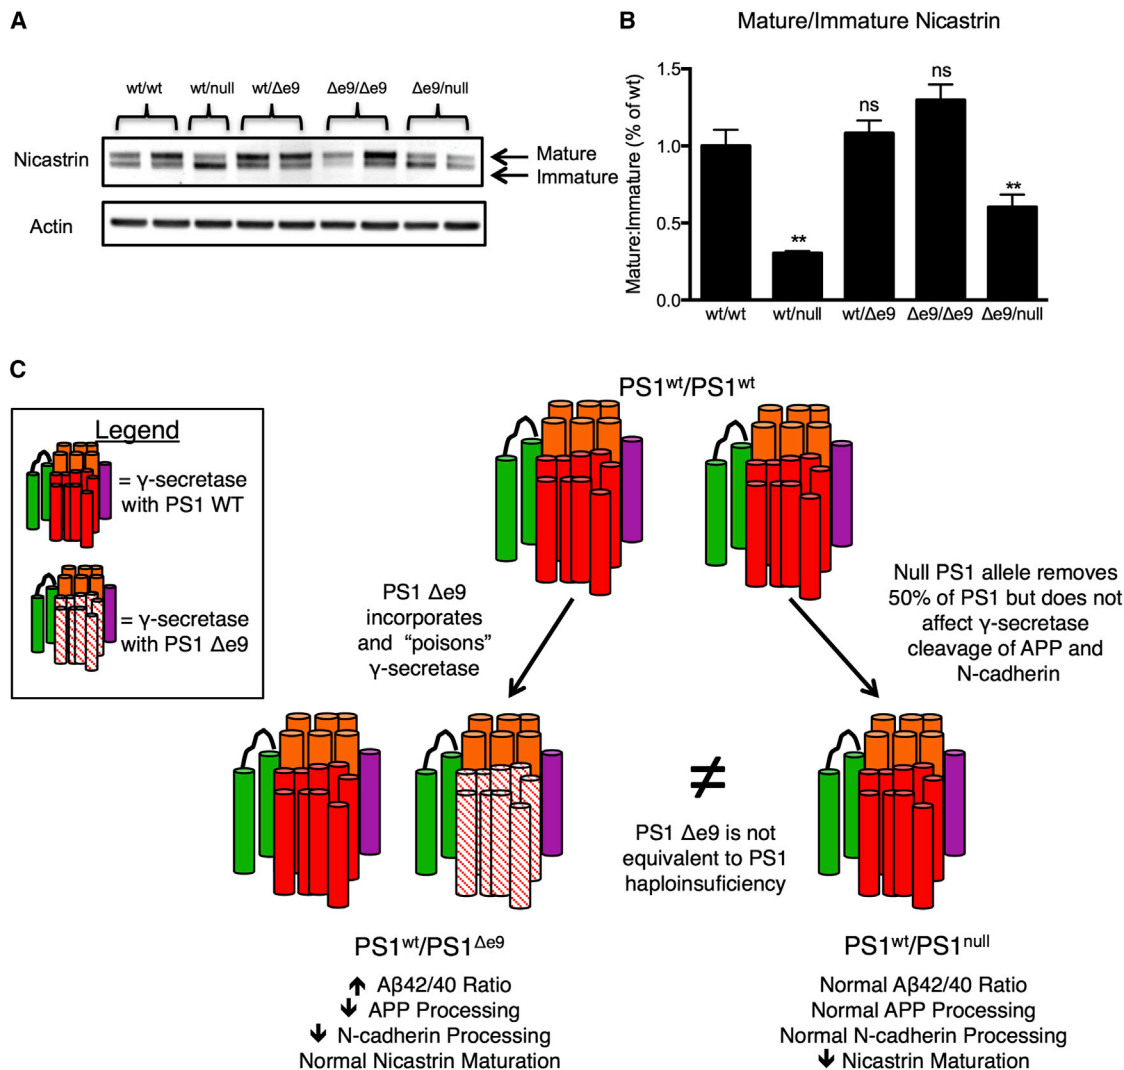 A
wt/wt wt/null wt/Δe9 Δe9/Δe9 Δe9/null
Nicastrin
Mature
Immature
Actin
B
Mature/Immature Nicastrin
Mature:Immature (% of wt)
1.5
1.0
0.5
0.0
** ns ns **
wt/wt wt/null wt/Δe9 Δe9/Δe9 Δe9/null
C
Legend
= γ-secretase
with PS1 WT
= γ-secretase
with PS1 Δe9
PS1wt/PS1wt
PS1 Δe9
incorporates
and “poisons”
γ-secretase
Null PS1 allele removes
50% of PS1 but does not
affect γ-secretase
cleavage of APP and
N-cadherin
≠
PS1 Δe9 is not
equivalent to PS1
haploinsuficiency
PS1wt/PS1Δe9
↑ Aβ42/40 Ratio
↓ APP Processing
↓ N-cadherin Processing
Normal Nicastrin Maturation
PS1wt/PS1null
Normal Aβ42/40 Ratio
Normal APP Processing
Normal N-cadherin Processing
↓ Nicastrin Maturation